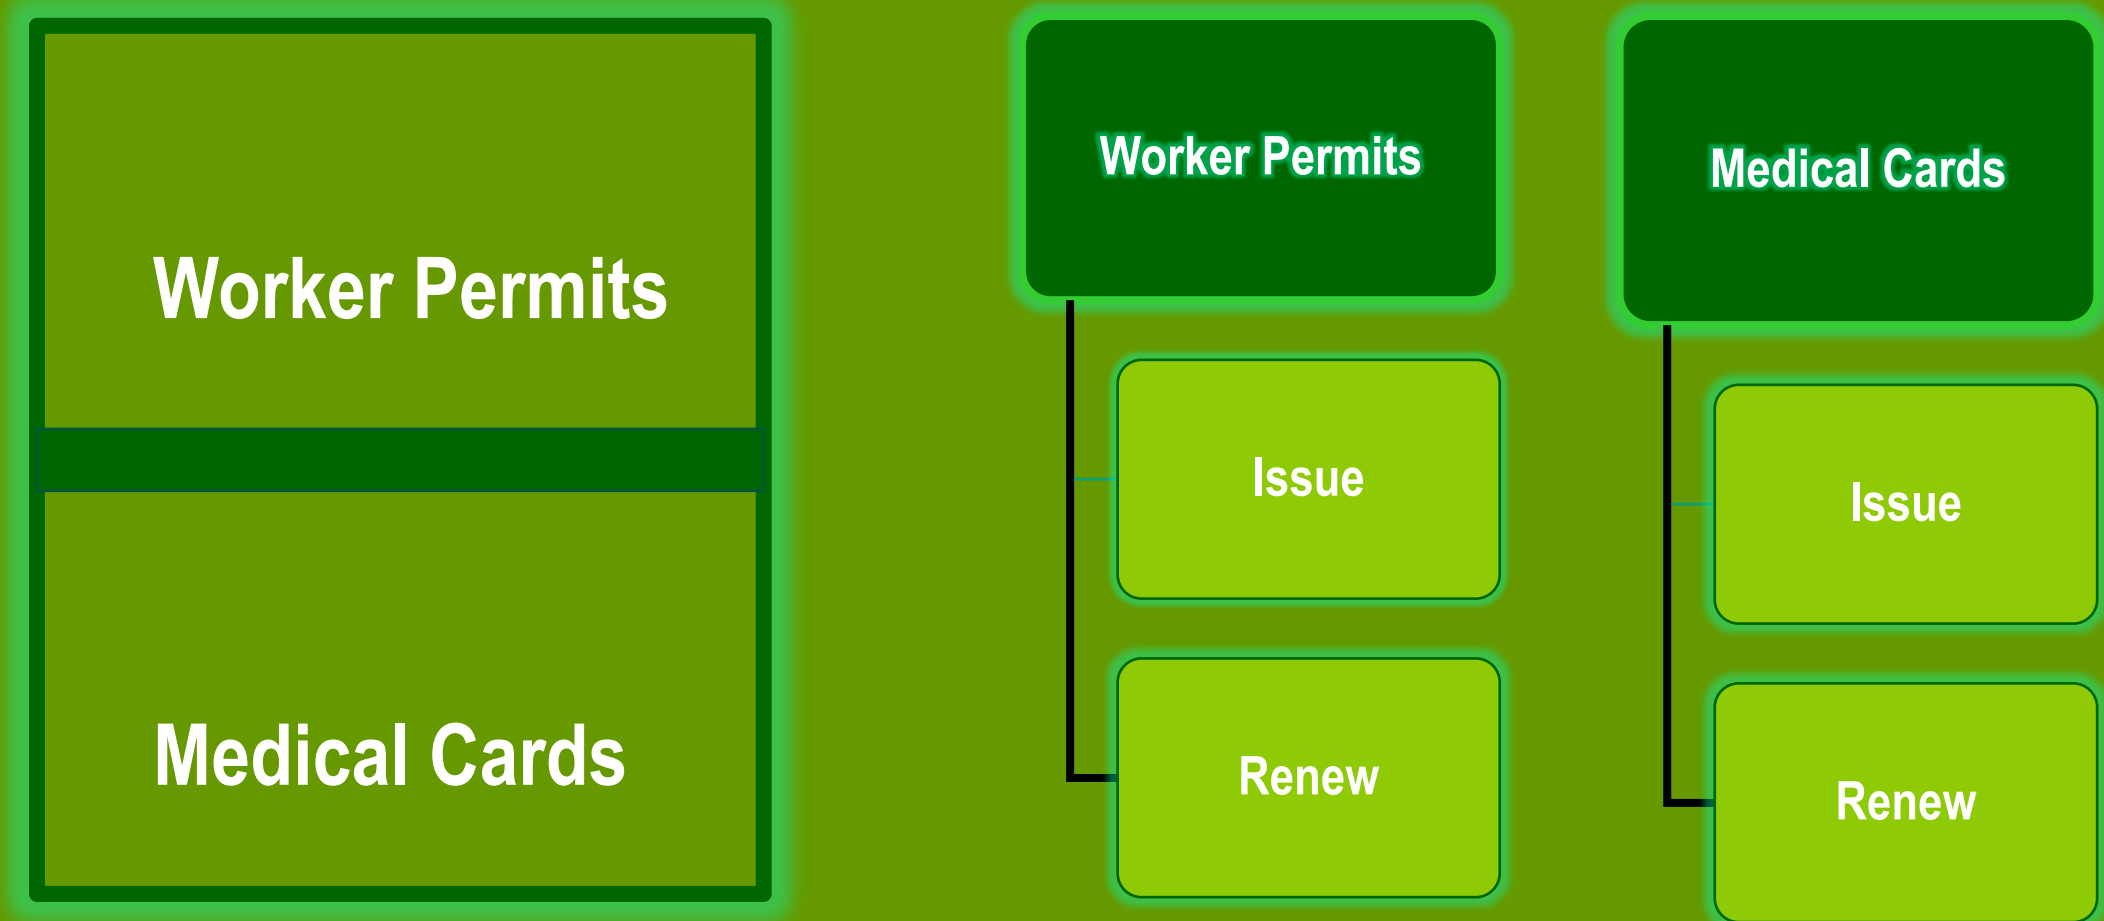 Worker Permits
Medical Cards
Worker Permits
Issue
Renew
Medical Cards
Issue
Renew